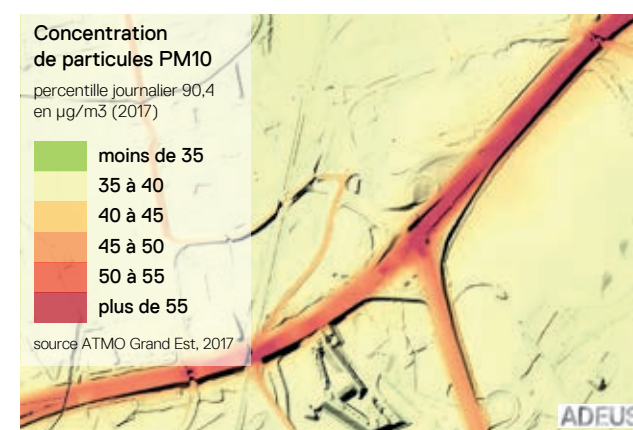 Concentration
de particules PM10
percentille journalier 90,4
en µg/m3 (2017)
moins de 35
35 à 40
40 à 45
45 à 50
50 à 55
plus de 55
source ATMO Grand Est, 2017
ADEUS